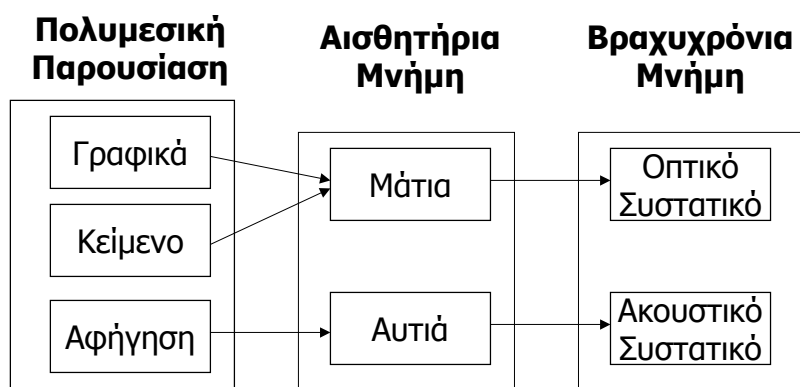 Πολυμεσική
Παρουσίαση
Αισθητήρια
Μνήμη
Βραχυχρόνια
Μνήμη
Γραφικά
Κείμενο
Αφήγηση
Μάτια
Αυτιά
Οπτικό
Συστατικό
Ακουστικό
Συστατικό